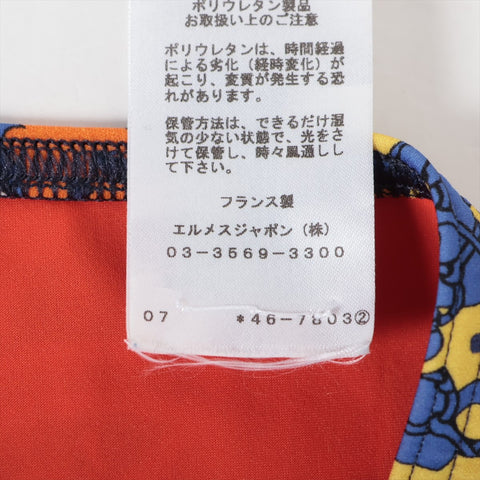 ポリウレタン製品
お取扱い上のご注意
ポリウレタンは、時間経過
による劣化（経時変化）が
起こり、変質が発生する恐
れがあります。
保管方法は、できるだけ湿
気の少ない状態で、光をさ
けて保管し、時々風通しし
て下さい。
フランス製
エルメスジャポン（株）
03-3569-3300
07 *46-7803②